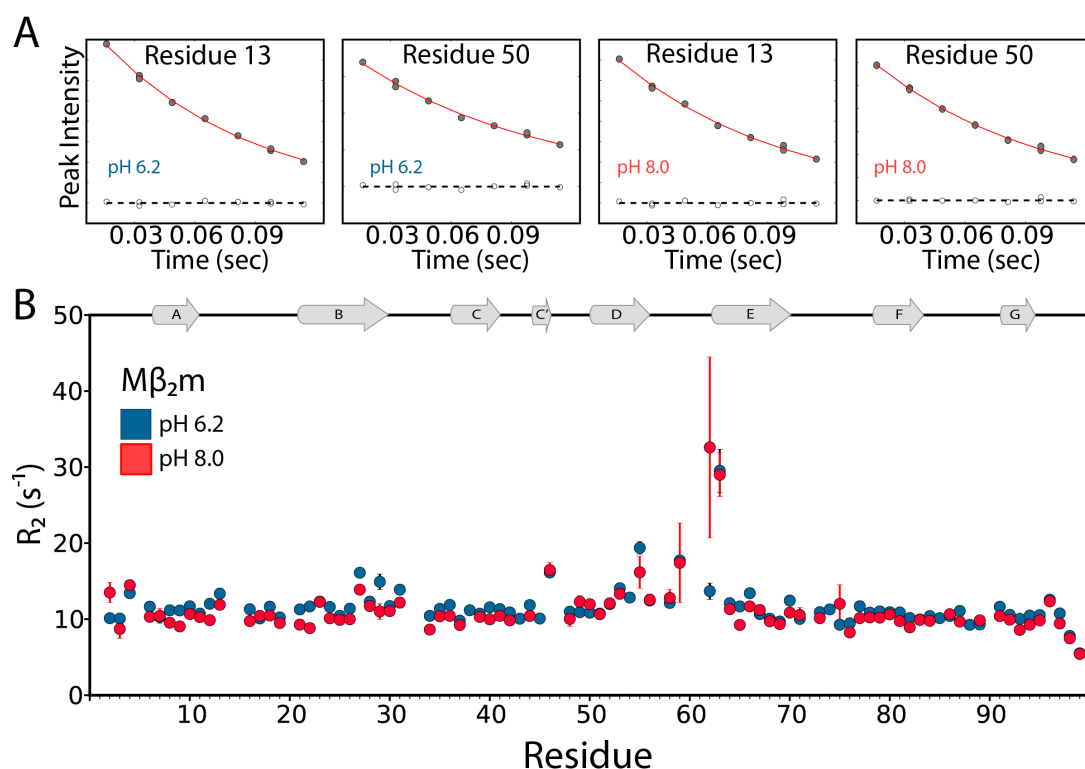 A
Peak Intensity
Residue 13
pH 6.2
0.03 0.06 0.09
Time (sec)
Residue 50
pH 6.2
0.03 0.06 0.09
Time (sec)
Residue 13
pH 8.0
0.03 0.06 0.09
Time (sec)
Residue 50
pH 8.0
0.03 0.06 0.09
Time (sec)
B
A B C C' D E F G
50
40
30
20
10
0
R₂ (s⁻¹)
Mβ₂m
pH 6.2
pH 8.0
10 20 30 40 50 60 70 80 90
Residue